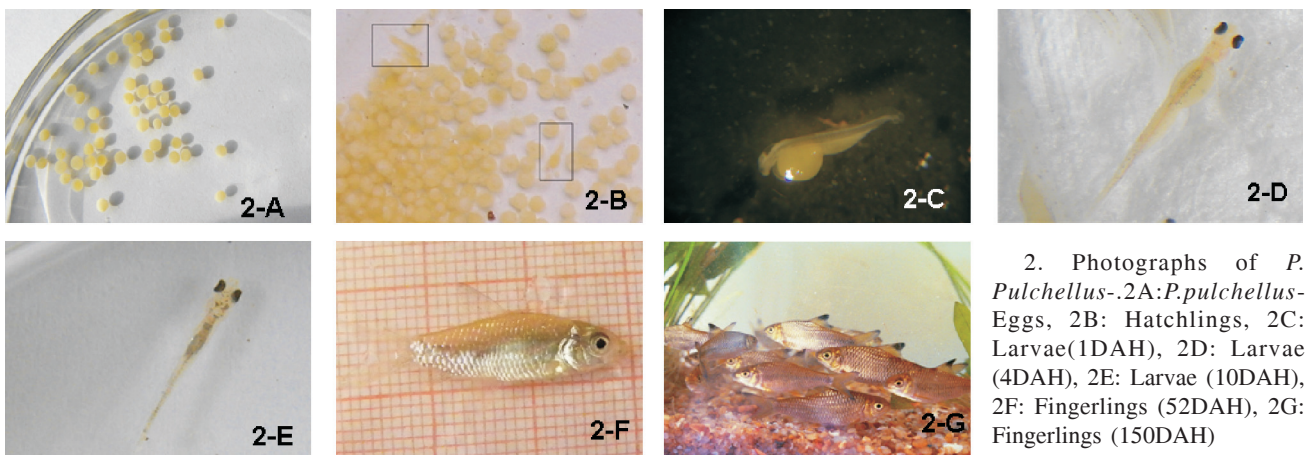 2-A
2-B
2-C
2-D
2-E
2-F
2-G
2. Photographs of P.
Pulchellus-.2A:P.pulchellus-
Eggs, 2B: Hatchlings, 2C:
Larvae(1DAH), 2D: Larvae
(4DAH), 2E: Larvae (10DAH),
2F: Fingerlings (52DAH), 2G:
Fingerlings (150DAH)